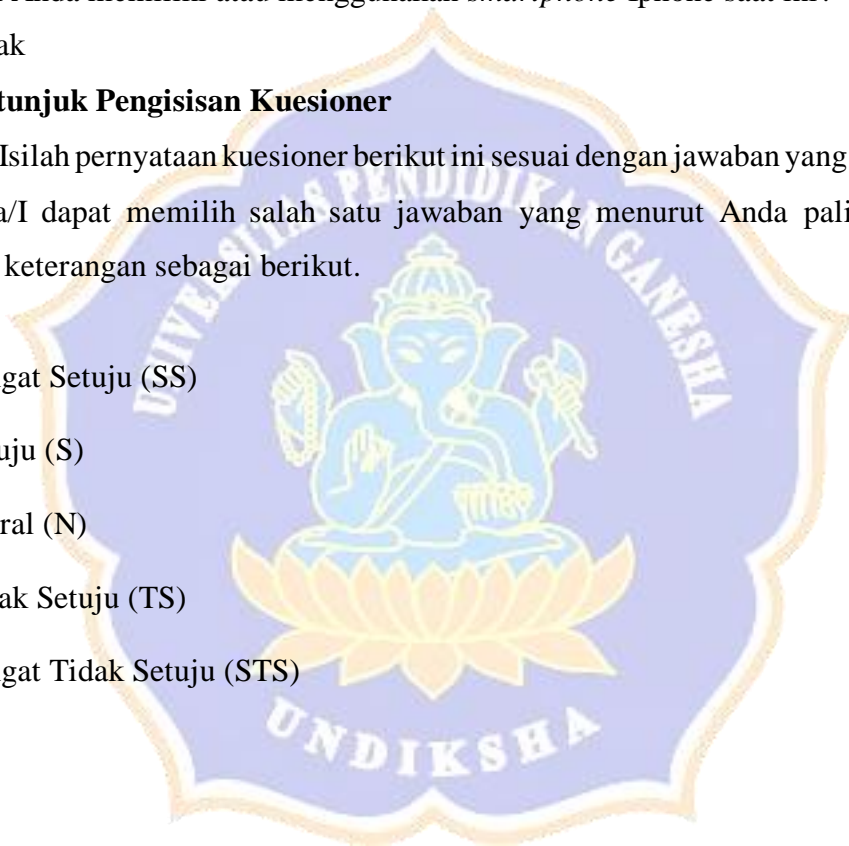 Anda memiliki atau menggunakan smartphone Iphone saat ini?
ak
tunjuk Pengisisan Kuesioner
Isilah pernyataan kuesioner berikut ini sesuai dengan jawaban yang
a/I dapat memilih salah satu jawaban yang menurut Anda pali
keterangan sebagai berikut.
gat Setuju (SS)
uju (S)
ral (N)
ak Setuju (TS)
gat Tidak Setuju (STS)
UNIVERSITAS PENDIDIKAN GANESHA
UNDIKSHA